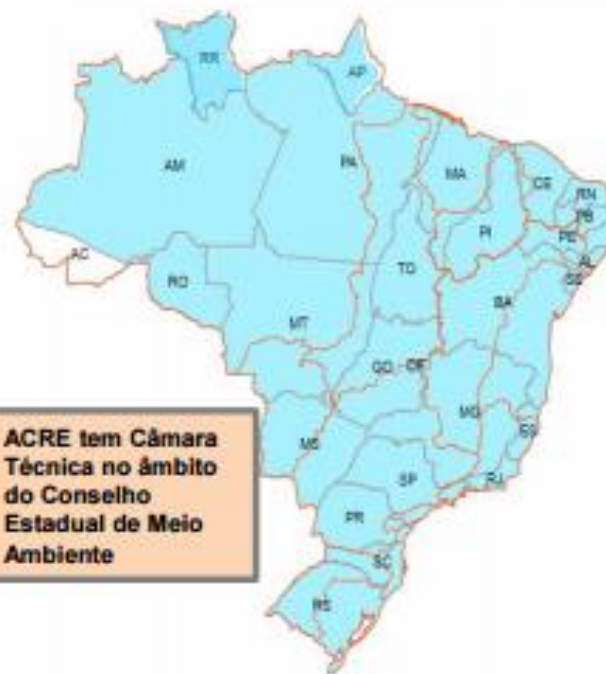 RR
AP
AM
PA
MA
CE
RN
PB
PI
PE
AC
AL
TO
SE
RO
BA
MT
GO - DF
MG
ES
MS
SP
RJ
PR
SC
RS
ACRE tem Câmara
Técnica no âmbito
do Conselho
Estadual de Meio
Ambiente